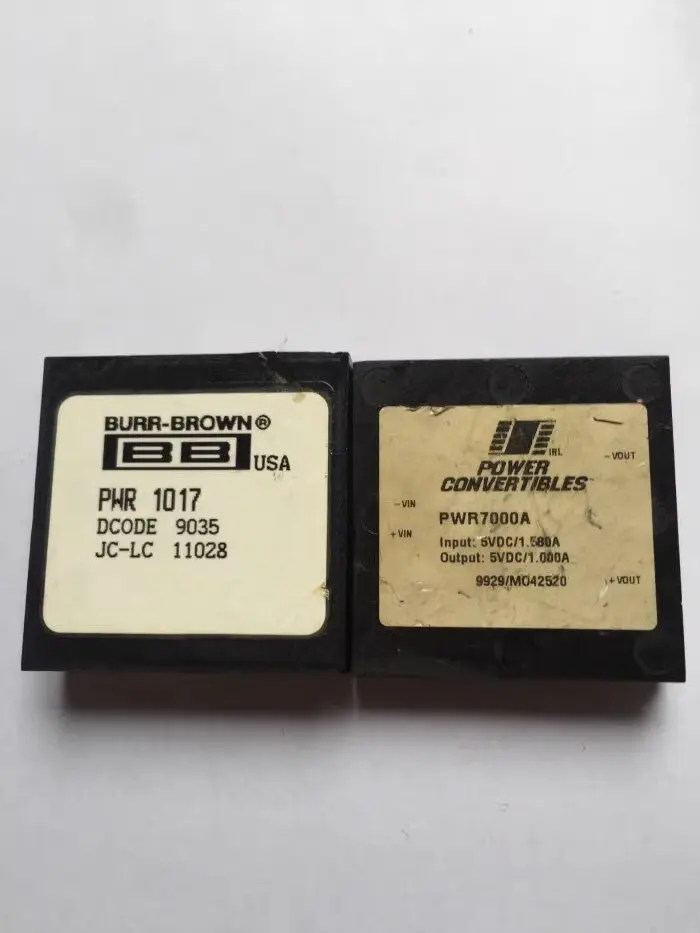 BURR-BROWN®
BB
USA
PWR 1017
DCODE 9035
JC-LC 11028
IRL
POWER
CONVERTIBLES™
-VOUT
-VIN
+VIN
PWR7000A
Input: 5VDC/1.580A
Output: 5VDC/1.000A
9929/M042520
+VOUT